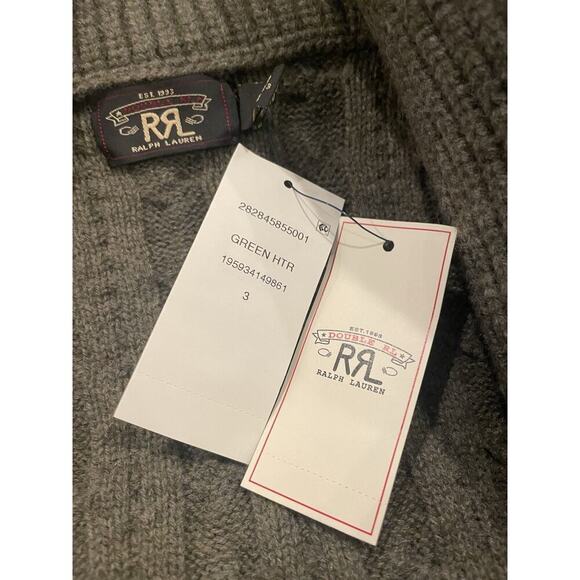 EST. 1993
DOUBLE RL
RRL
RALPH LAUREN
3
282845855001
GREEN HTR
195934149861
3
EST. 1993
DOUBLE RL
RRL
RALPH LAUREN